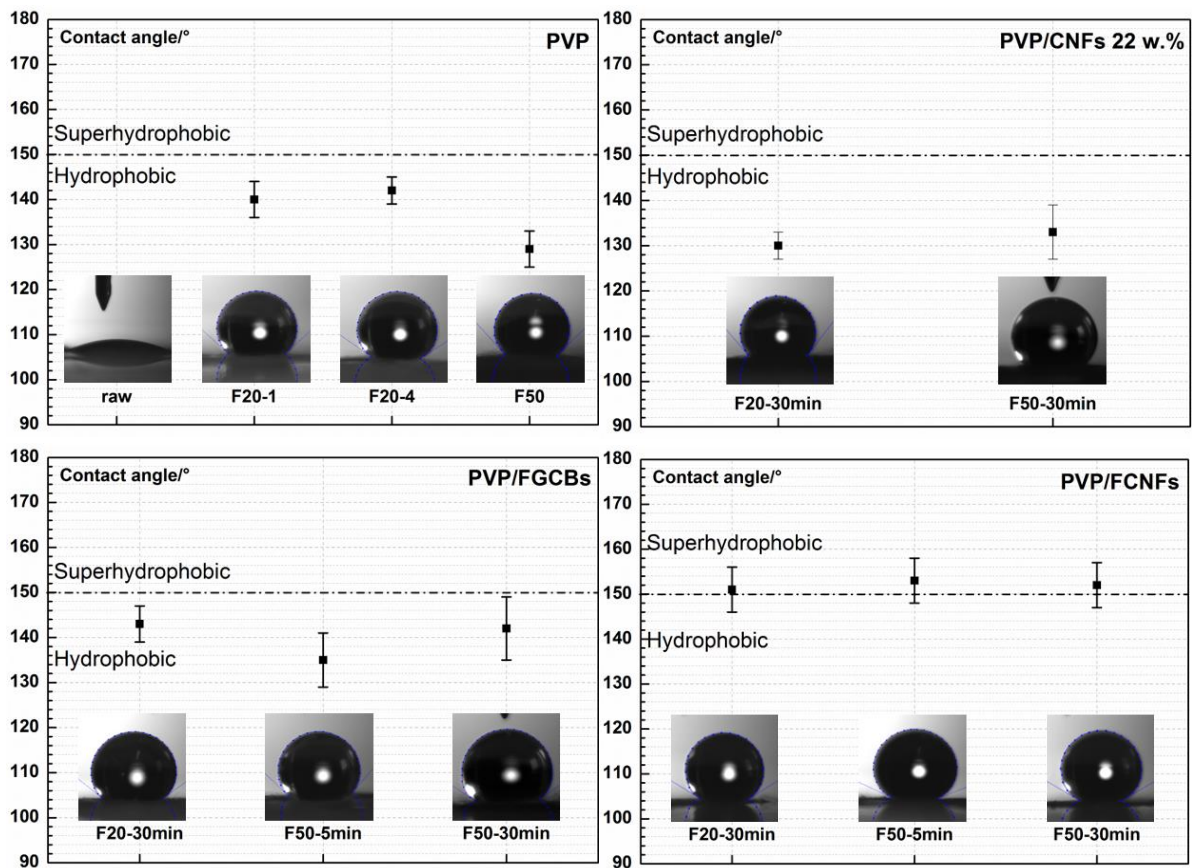 Contact angle/°
PVP
180
170
160
150
140
130
120
110
100
90
Superhydrophobic
Hydrophobic
raw
F20-1
F20-4
F50
Contact angle/°
PVP/CNFs 22 w.%
180
170
160
150
140
130
120
110
100
90
Superhydrophobic
Hydrophobic
F20-30min
F50-30min
Contact angle/°
PVP/FGCBs
180
170
160
150
140
130
120
110
100
90
Superhydrophobic
Hydrophobic
F20-30min
F50-5min
F50-30min
Contact angle/°
PVP/FCNFs
180
170
160
150
140
130
120
110
100
90
Superhydrophobic
Hydrophobic
F20-30min
F50-5min
F50-30min